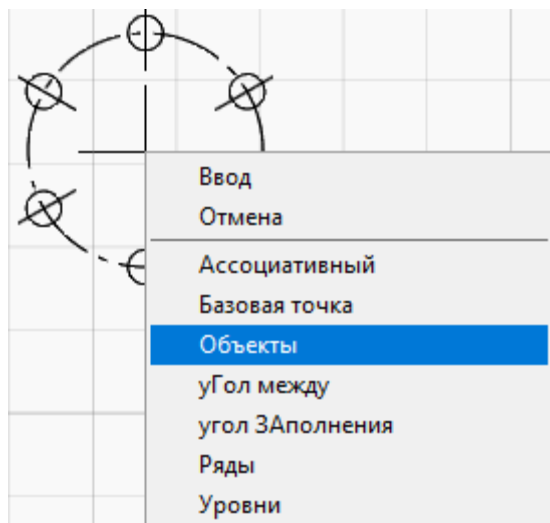 Ввод
Отмена
Ассоциативный
Базовая точка
Объекты
уГол между
угол ЗАполнения
Ряды
Уровни